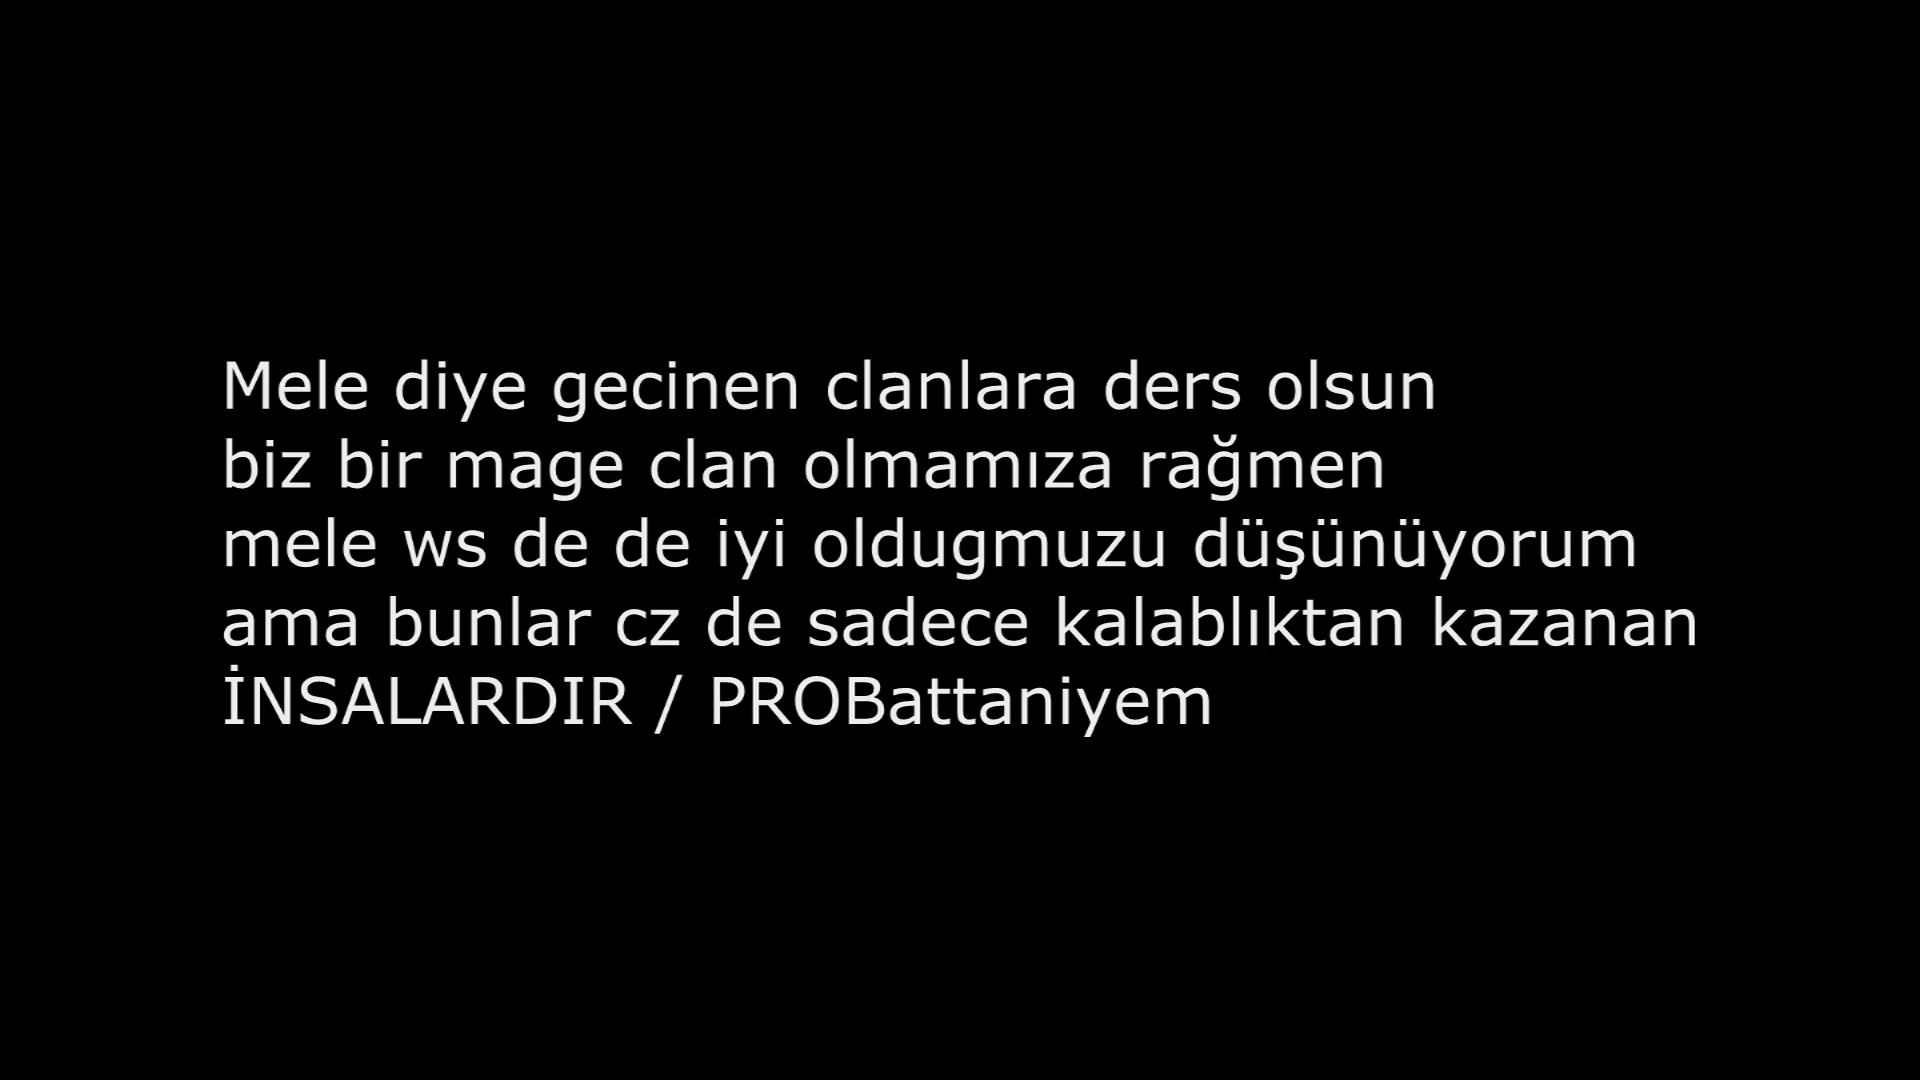 Mele diye gecinen clanlara ders olsun
biz bir mage clan olmamıza rağmen
mele ws de de iyi oldugmuzu düşünüyorum
ama bunlar cz de sadece kalablıktan kazanan
İNSALARDIR / PROBattaniyem